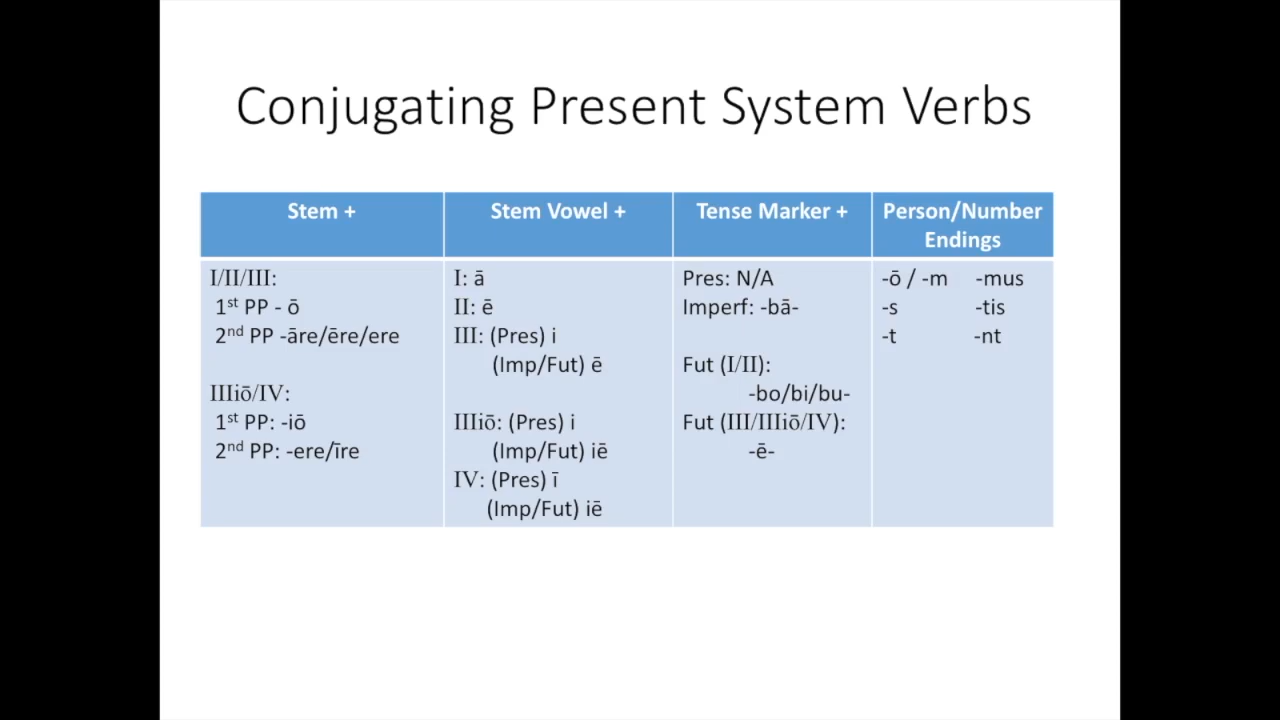 Conjugating Present System Verbs
Stem +
Stem Vowel +
Tense Marker +
Person/Number
Endings
I/II/III:
1st PP - ō
2nd PP -āre/ēre/ere
IIIiō/IV:
1st PP: -iō
2nd PP: -ere/īre
I: ā
II: ē
III: (Pres) i
(Imp/Fut) ē
IIIiō: (Pres) i
(Imp/Fut) iē
IV: (Pres) ī
(Imp/Fut) iē
Pres: N/A
Imperf: -bā-
Fut (I/II):
-bo/bi/bu-
Fut (III/IIIiō/IV):
-ē-
-ō / -m -mus
-s -tis
-t -nt